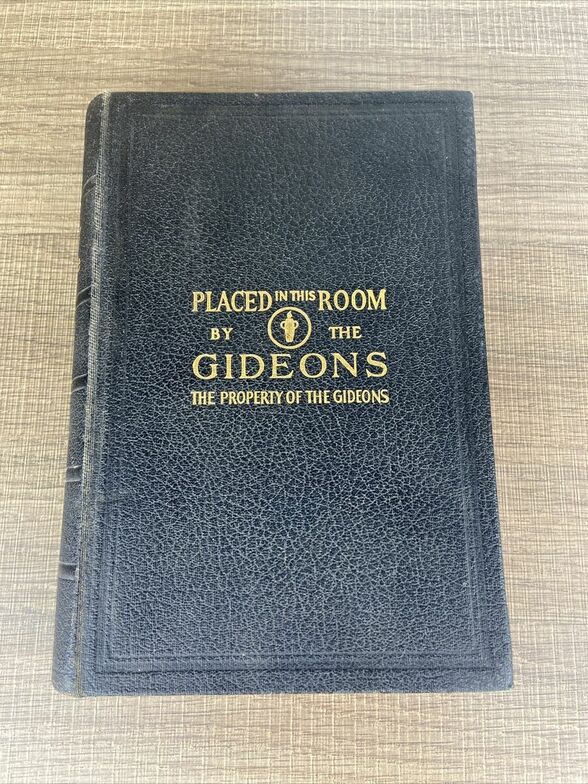 PLACED IN THIS ROOM
BY THE
GIDEONS
THE PROPERTY OF THE GIDEONS